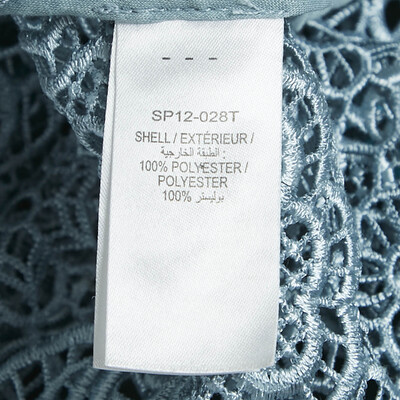 - - -
SP12-028T
SHELL / EXTÉRIEUR /
الطبقة الخارجية :
100% POLYESTER /
POLYESTER
100% بوليستر